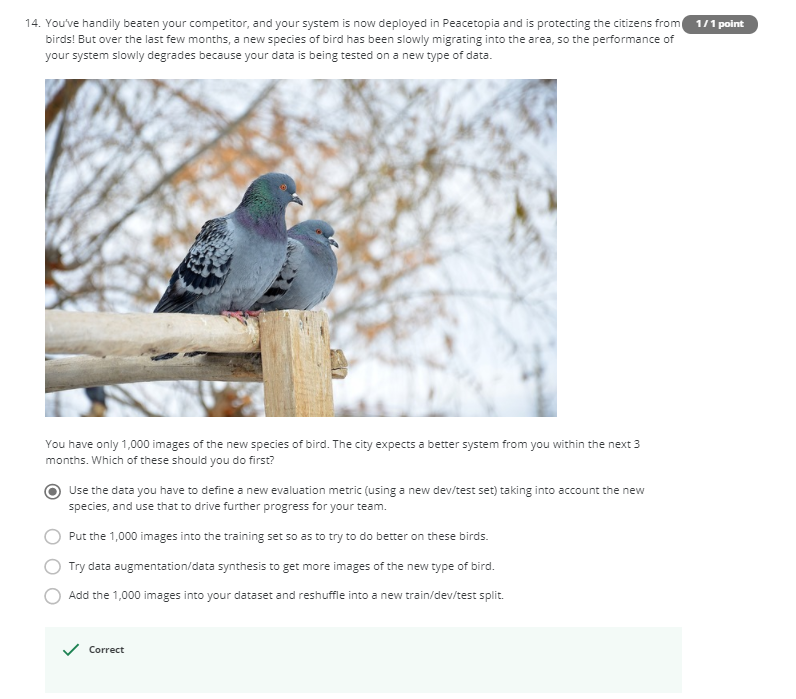 14. You've handily beaten your competitor, and your system is now deployed in Peacetopia and is protecting the citizens from
1 / 1 point
birds! But over the last few months, a new species of bird has been slowly migrating into the area, so the performance of
your system slowly degrades because your data is being tested on a new type of data.
You have only 1,000 images of the new species of bird. The city expects a better system from you within the next 3
months. Which of these should you do first?
Use the data you have to define a new evaluation metric (using a new dev/test set) taking into account the new
species, and use that to drive further progress for your team.
Put the 1,000 images into the training set so as to try to do better on these birds.
Try data augmentation/data synthesis to get more images of the new type of bird.
Add the 1,000 images into your dataset and reshuffle into a new train/dev/test split.
Correct